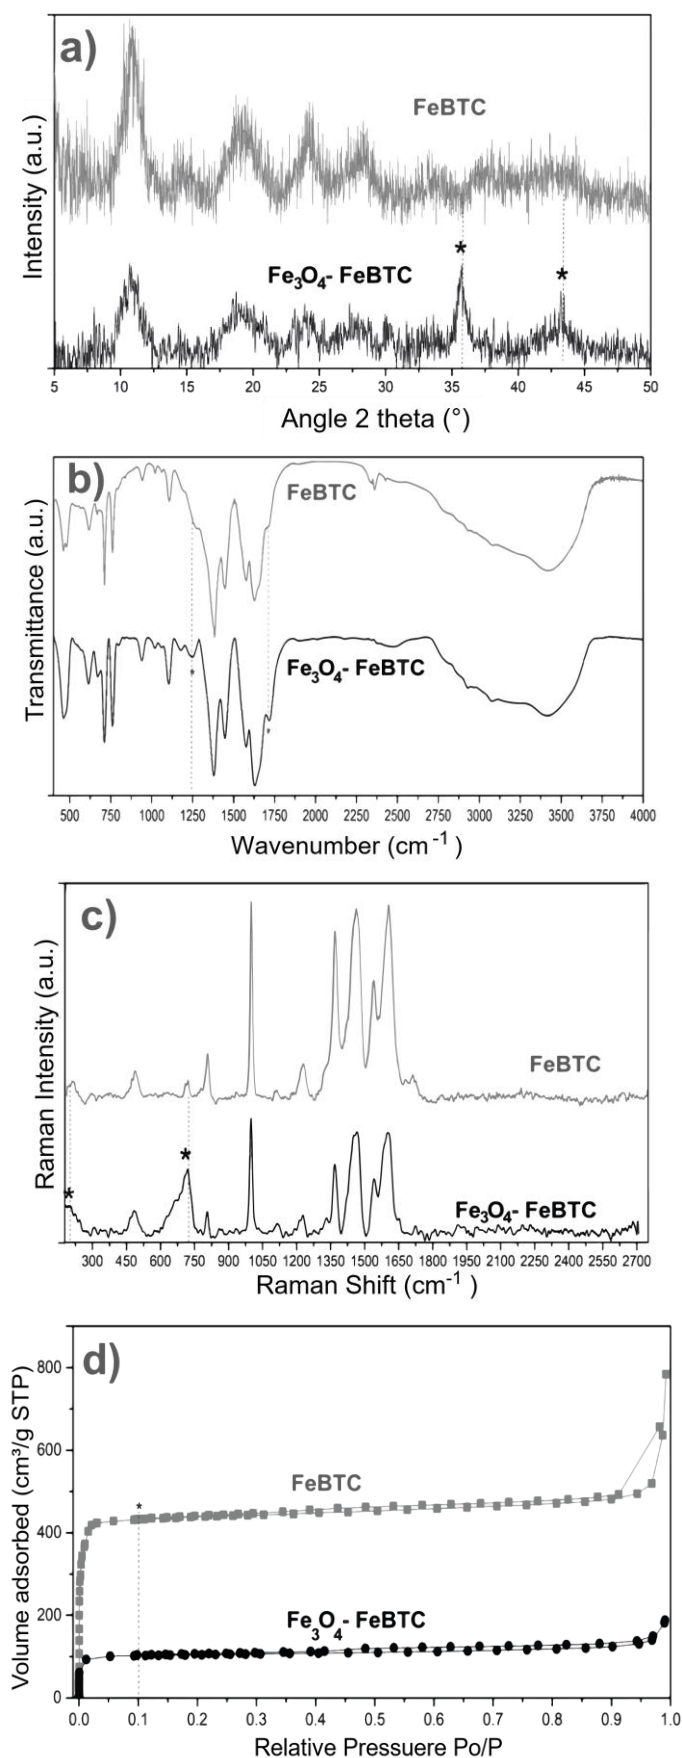 a)
FeBTC
Intensity (a.u.)
*
*
Fe₃O₄- FeBTC
5 10 15 20 25 30 35 40 45 50
Angle 2 theta (°)
b)
FeBTC
Transmittance (a.u.)
Fe₃O₄- FeBTC
*
*
500 750 1000 1250 1500 1750 2000 2250 2500 2750 3000 3250 3500 3750 4000
Wavenumber (cm⁻¹ )
c)
Raman Intensity (a.u.)
FeBTC
*
*
Fe₃O₄- FeBTC
300 450 600 750 900 1050 1200 1350 1500 1650 1800 1950 2100 2250 2400 2550 2700
Raman Shift (cm⁻¹ )
d)
Volume adsorbed (cm³/g STP)
800
600
FeBTC
*
400
200
Fe₃O₄- FeBTC
0
0.0 0.1 0.2 0.3 0.4 0.5 0.6 0.7 0.8 0.9 1.0
Relative Pressuere Po/P